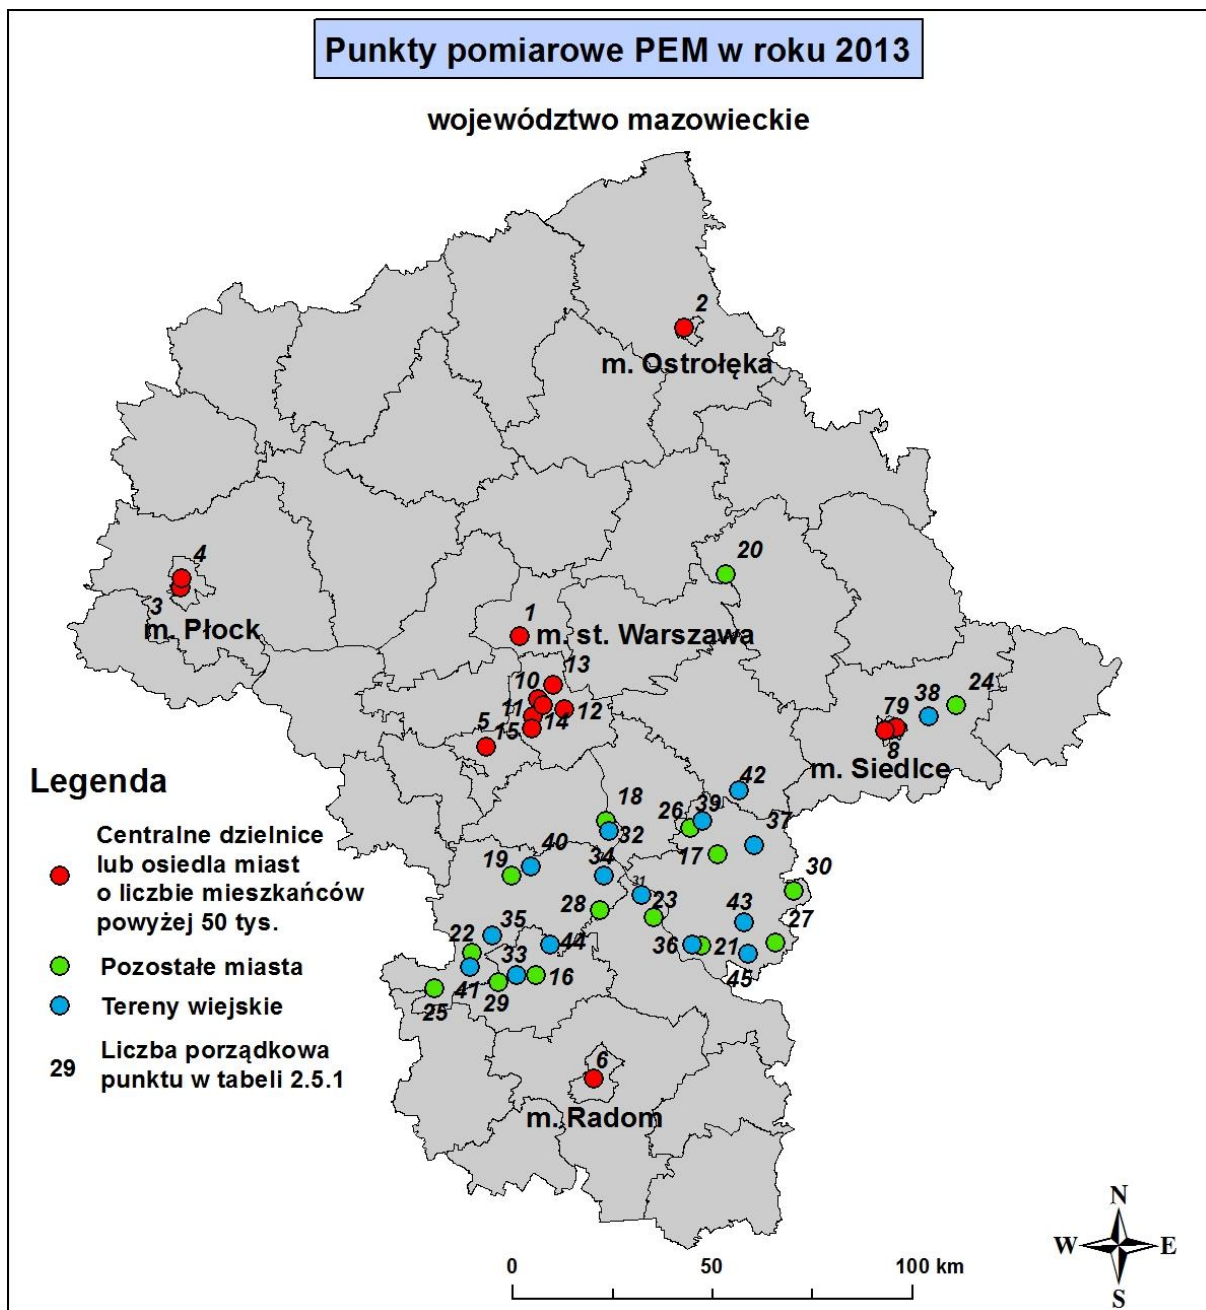 Punkty pomiarowe PEM w roku 2013
województwo mazowieckie
2
m. Ostrołęka
20
4
3
m. Płock
1
m. st. Warszawa
13
10
11
12
14
5
15
24
38
79
8
m. Siedlce
42
18
26
39
37
32
17
40
34
19
31
30
23
43
28
27
35
22
44
36
21
33
45
41
16
29
25
6
m. Radom
Legenda
Centralne dzielnice
lub osiedla miast
o liczbie mieszkańców
powyżej 50 tys.
Pozostałe miasta
Tereny wiejskie
29
Liczba porządkowa
punktu w tabeli 2.5.1
0 50 100 km
N
W E
S